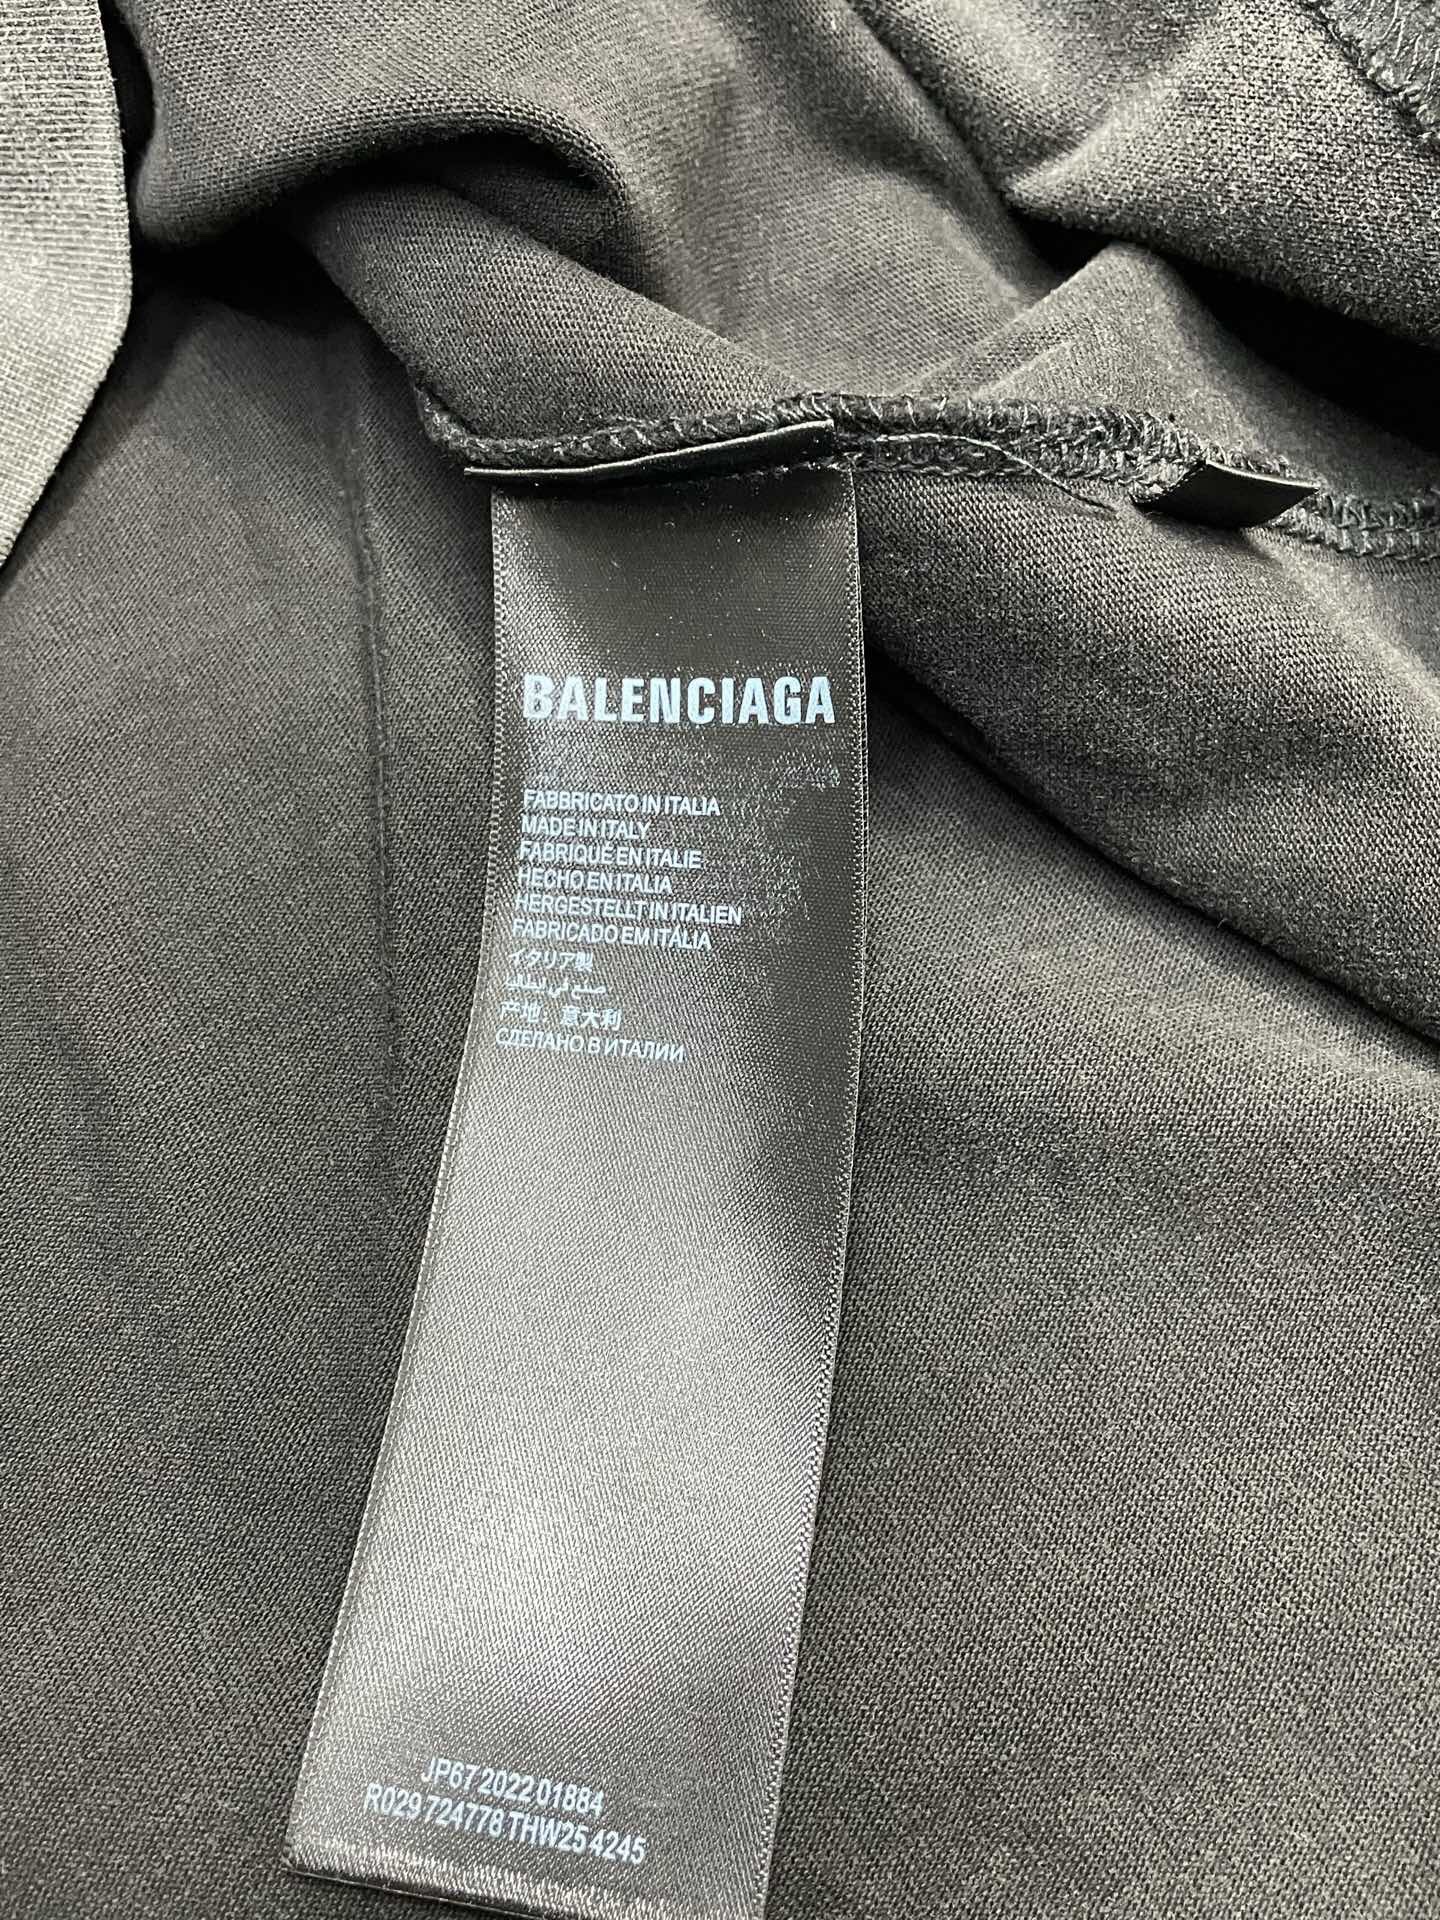 BALENCIAGA
FABBRICATO IN ITALIA
MADE IN ITALY
FABRIQUÉ EN ITALIE
HECHO EN ITALIA
HERGESTELLT IN ITALIEN
FABRICADO EM ITALIA
イタリア製
صنع في إيطاليا
产地：意大利
СДЕЛАНО В ИТАЛИИ
JP67 2022 01884
R029 724778 THW25 4245